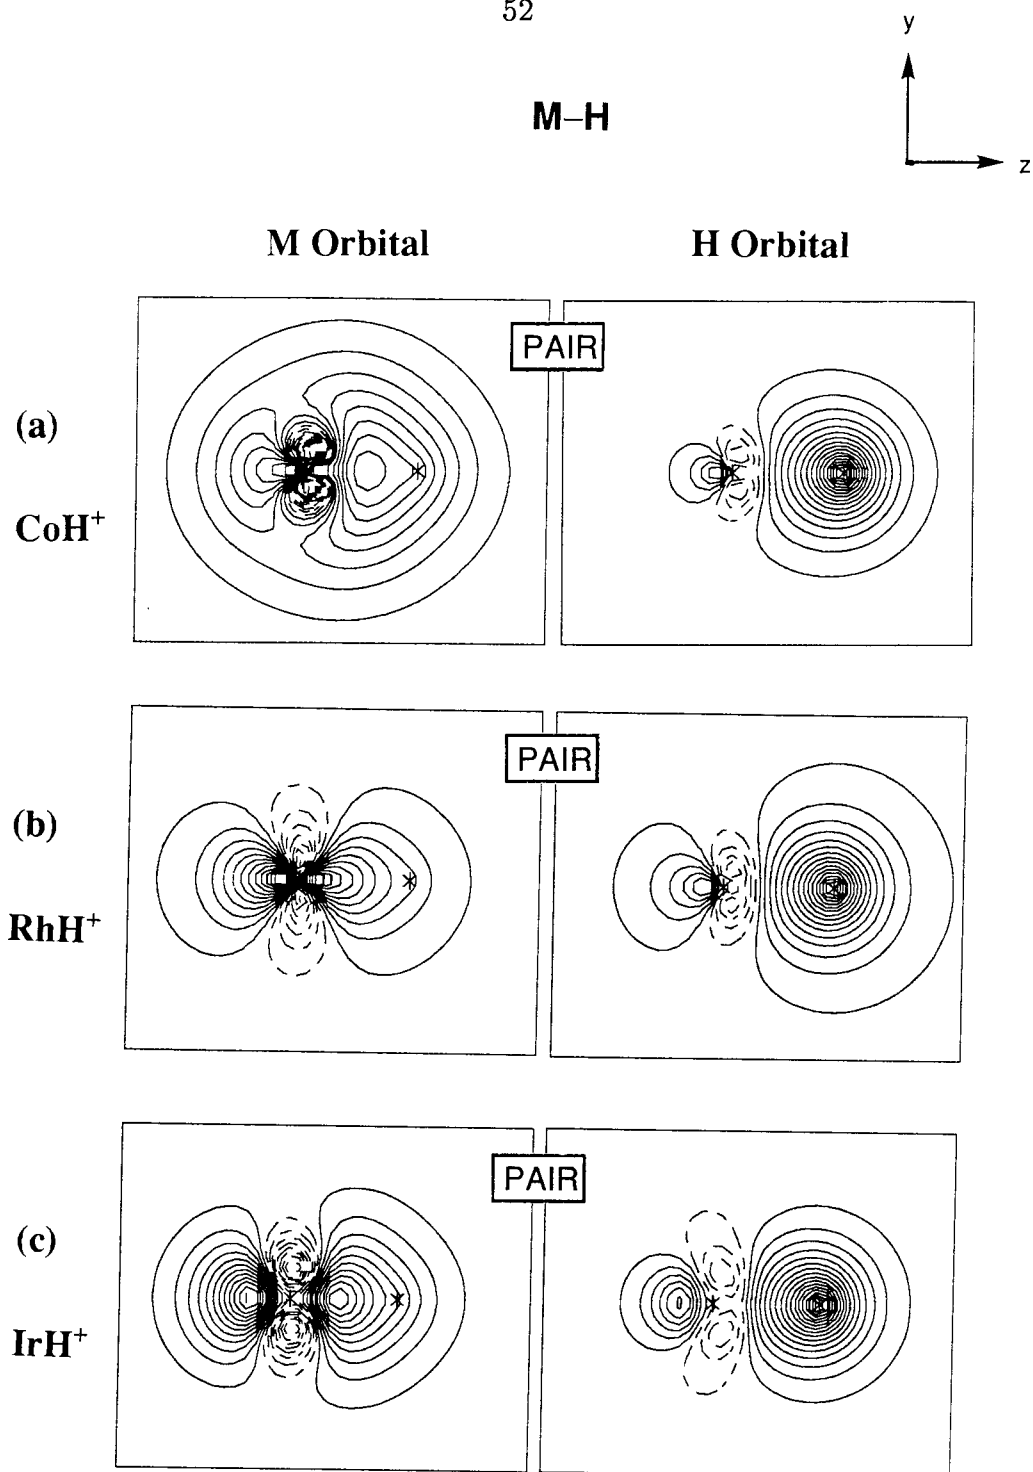 52
y
z
M–H
M Orbital
H Orbital
PAIR
(a)
CoH⁺
PAIR
(b)
RhH⁺
PAIR
(c)
IrH⁺